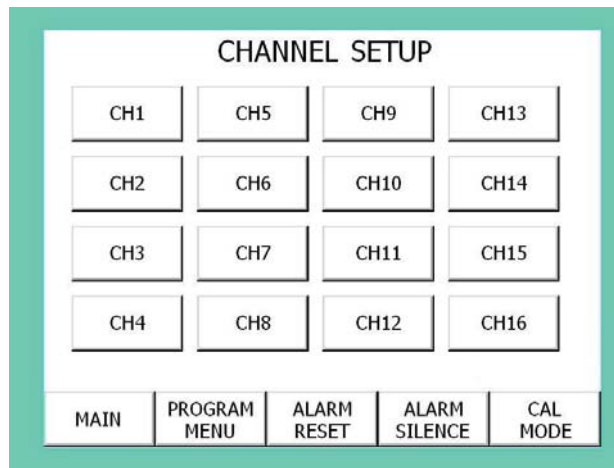 CHANNEL SETUP
CH1 CH5 CH9 CH13
CH2 CH6 CH10 CH14
CH3 CH7 CH11 CH15
CH4 CH8 CH12 CH16
MAIN PROGRAM MENU ALARM RESET ALARM SILENCE CAL MODE